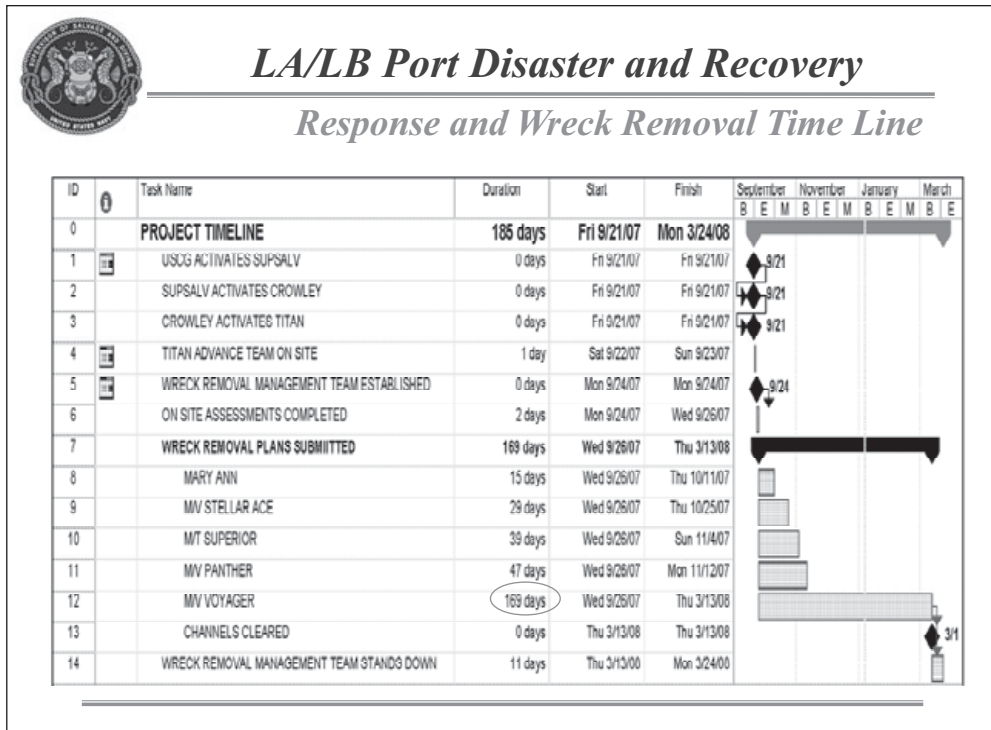 SUPERVISOR OF SALVAGE AND DIVING
UNITED STATES NAVY
LA/LB Port Disaster and Recovery
Response and Wreck Removal Time Line
ID Task Name Duration Start Finish September November January March
B E M B E M B E M B E
0 PROJECT TIMELINE 185 days Fri 9/21/07 Mon 3/24/08
1 USCG ACTIVATES SUPSALV 0 days Fri 9/21/07 Fri 9/21/07 9/21
2 SUPSALV ACTIVATES CROWLEY 0 days Fri 9/21/07 Fri 9/21/07 9/21
3 CROWLEY ACTIVATES TITAN 0 days Fri 9/21/07 Fri 9/21/07 9/21
4 TITAN ADVANCE TEAM ON SITE 1 day Sat 9/22/07 Sun 9/23/07
5 WRECK REMOVAL MANAGEMENT TEAM ESTABLISHED 0 days Mon 9/24/07 Mon 9/24/07 9/24
6 ON SITE ASSESSMENTS COMPLETED 2 days Mon 9/24/07 Wed 9/26/07
7 WRECK REMOVAL PLANS SUBMIITTED 169 days Wed 9/26/07 Thu 3/13/08
8 MARY ANN 15 days Wed 9/26/07 Thu 10/11/07
9 M/V STELLAR ACE 29 days Wed 9/26/07 Thu 10/25/07
10 M/T SUPERIOR 39 days Wed 9/26/07 Sun 11/4/07
11 M/V PANTHER 47 days Wed 9/26/07 Mon 11/12/07
12 M/V VOYAGER 169 days Wed 9/26/07 Thu 3/13/08
13 CHANNELS CLEARED 0 days Thu 3/13/08 Thu 3/13/08 3/1
14 WRECK REMOVAL MANAGEMENT TEAM STANDS DOWN 11 days Thu 3/13/08 Mon 3/24/08